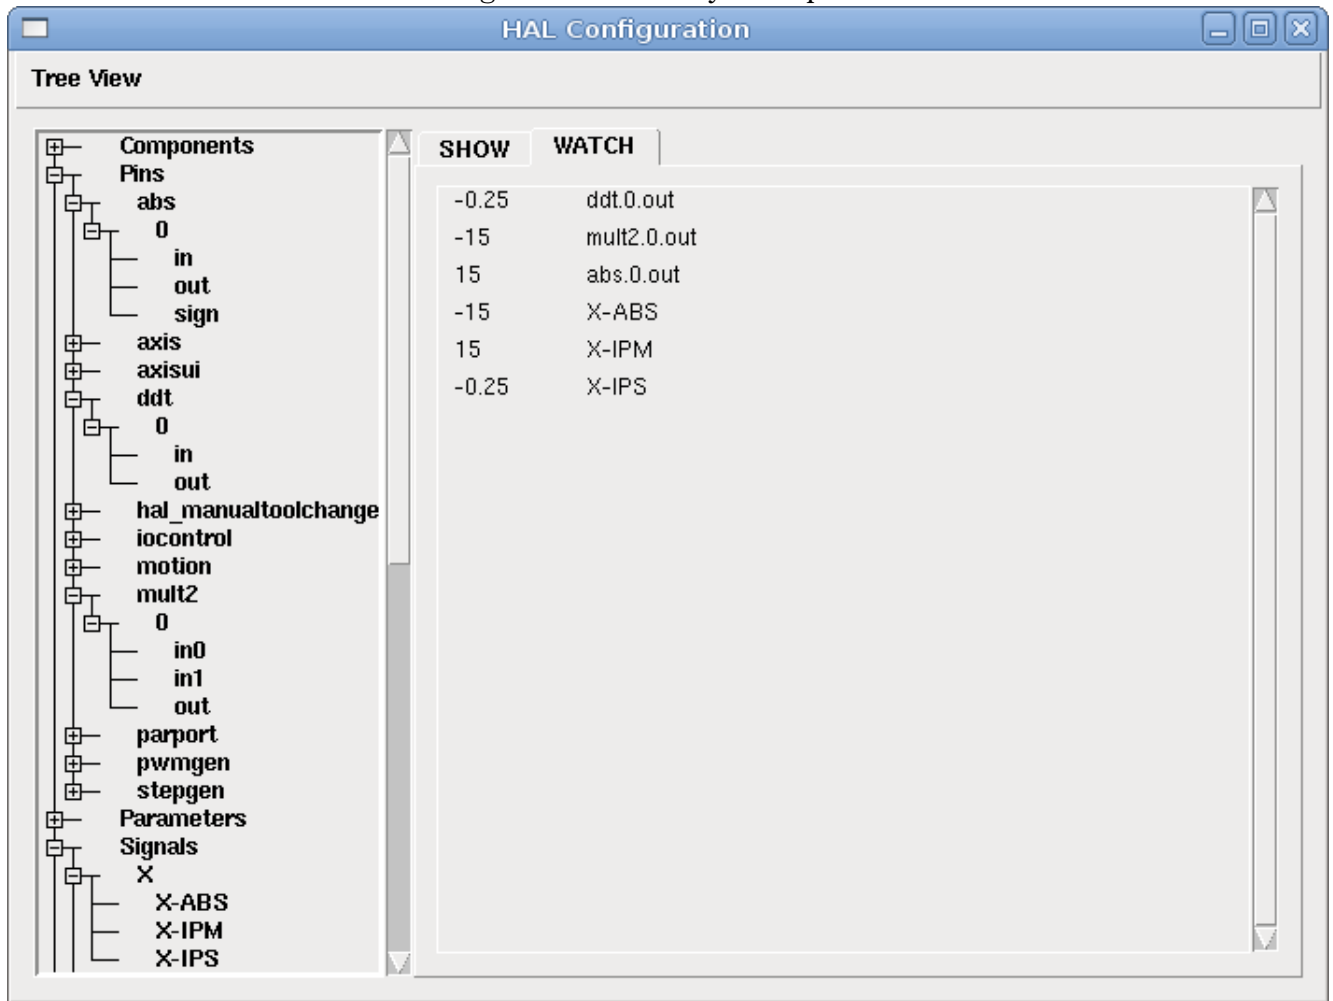 HAL Configuration
Tree View
Components
Pins
abs
0
in
out
sign
axis
axisui
ddt
0
in
out
hal_manualtoolchange
iocontrol
motion
mult2
0
in0
in1
out
parport
pwmgen
stepgen
Parameters
Signals
X
X-ABS
X-IPM
X-IPS
SHOW WATCH
-0.25 ddt.0.out
-15 mult2.0.out
15 abs.0.out
-15 X-ABS
15 X-IPM
-0.25 X-IPS